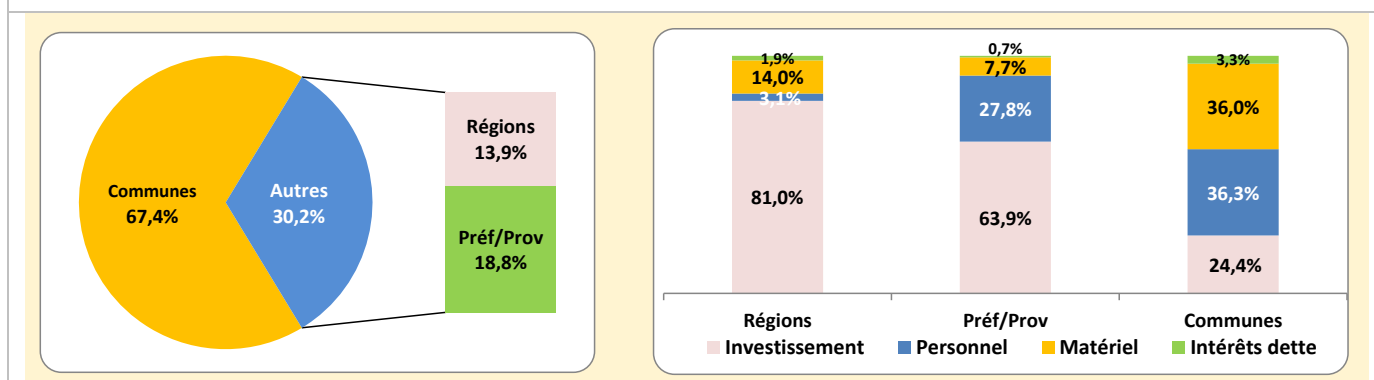 Communes
67,4%
Autres
30,2%
Régions
13,9%
Préf/Prov
18,8%
1,9%
14,0%
3,1%
81,0%
0,7%
7,7%
27,8%
63,9%
3,3%
36,0%
36,3%
24,4%
Régions Préf/Prov Communes
Investissement Personnel Matériel Intérêts dette